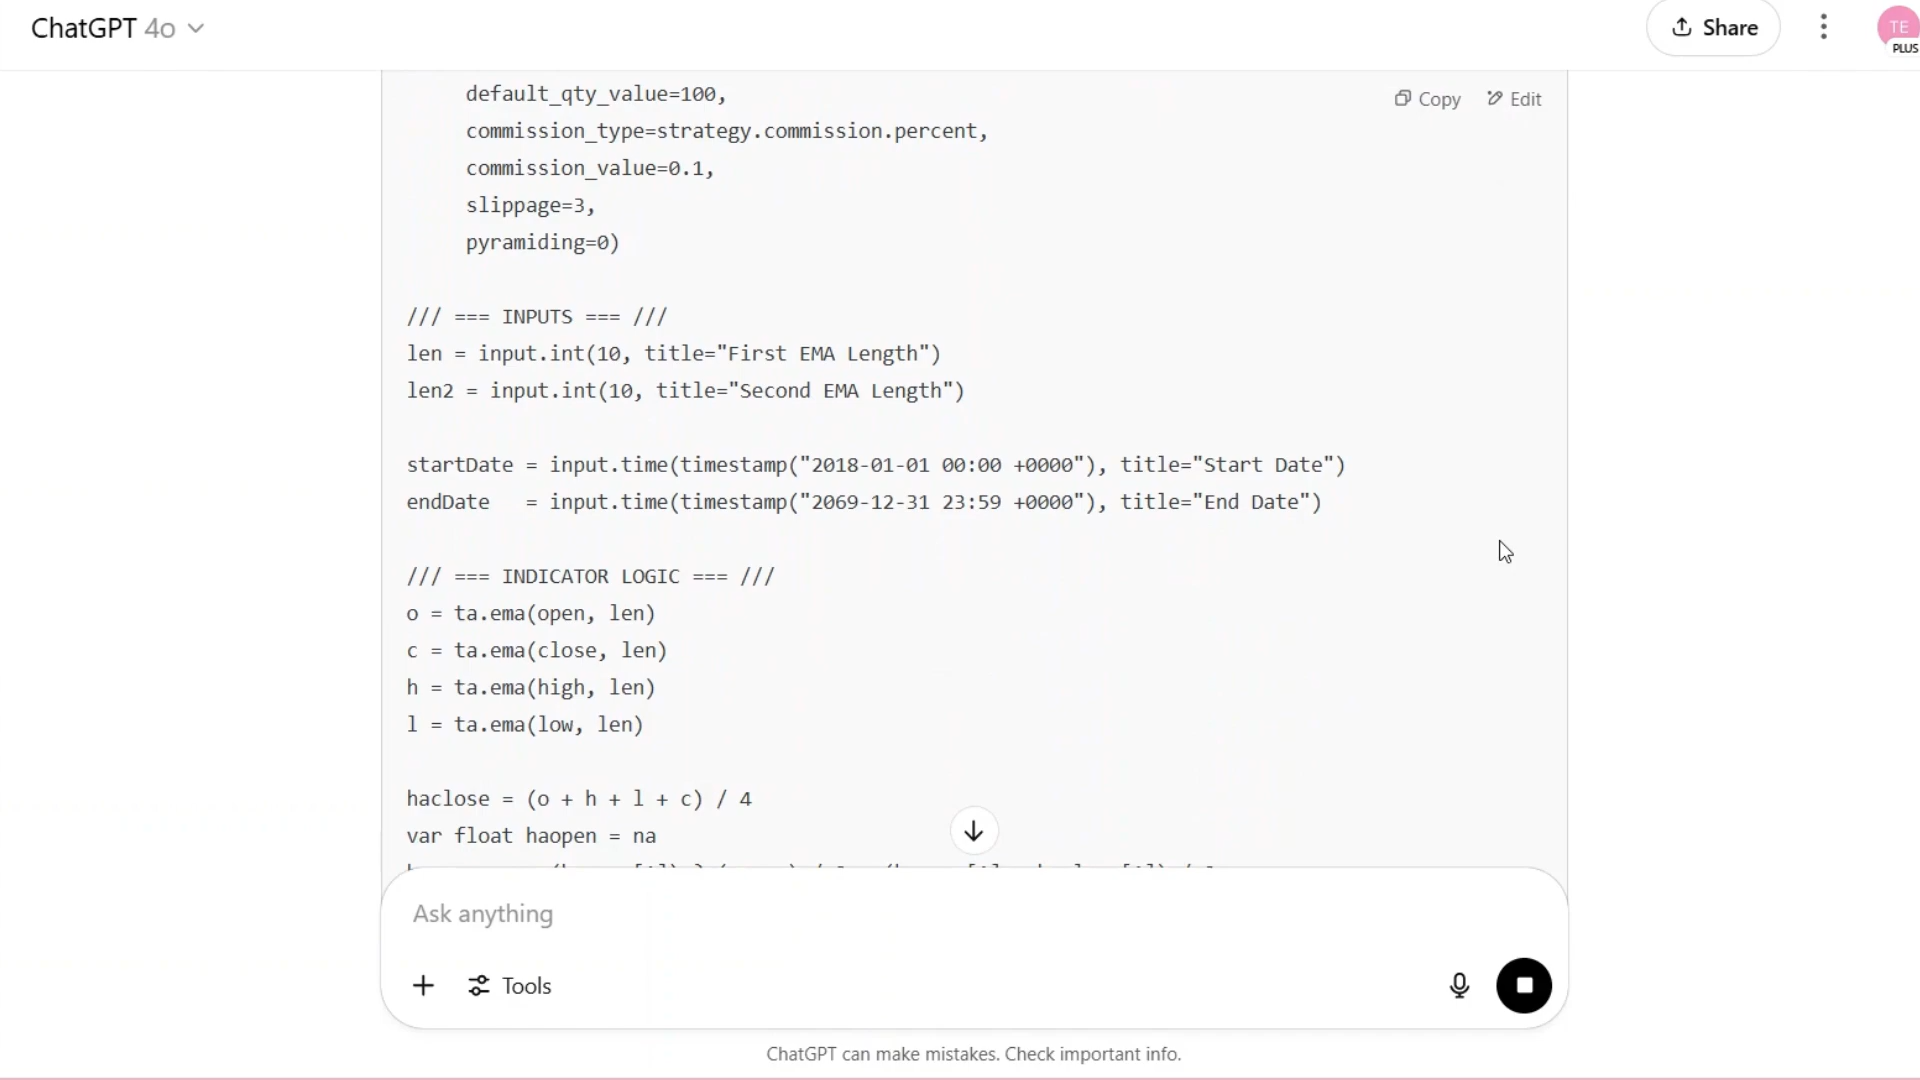 ChatGPT 4o
Share
TE
PLUS
default_qty_value=100,
Copy
Edit
commission_type=strategy.commission.percent,
commission_value=0.1,
slippage=3,
pyramiding=0)
/// === INPUTS === ///
len = input.int(10, title="First EMA Length")
len2 = input.int(10, title="Second EMA Length")
startDate = input.time(timestamp("2018-01-01 00:00 +0000"), title="Start Date")
endDate   = input.time(timestamp("2069-12-31 23:59 +0000"), title="End Date")
/// === INDICATOR LOGIC === ///
o = ta.ema(open, len)
c = ta.ema(close, len)
h = ta.ema(high, len)
l = ta.ema(low, len)
haclose = (o + h + l + c) / 4
var float haopen = na
Ask anything
Tools
ChatGPT can make mistakes. Check important info.